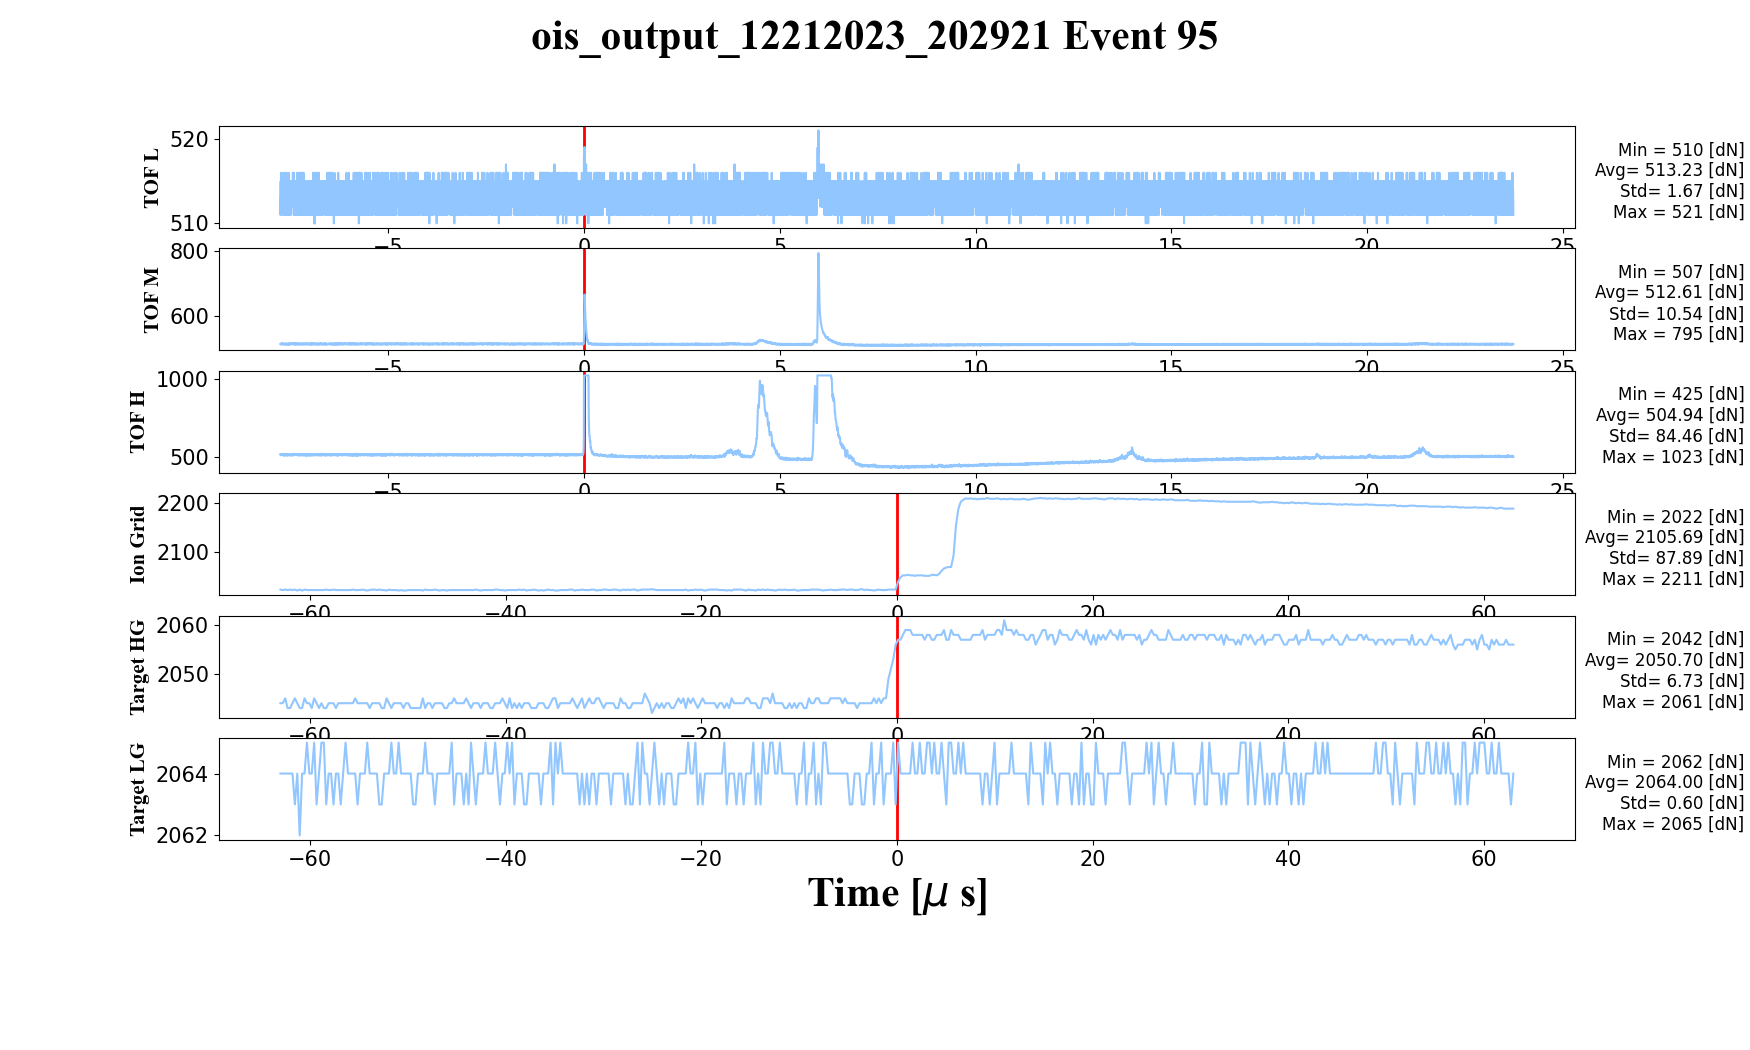 ois_output_12212023_202921 Event 95
TOF L
520
510
−5
0
5
10
15
20
25
Min = 510 [dN]
Avg= 513.23 [dN]
Std= 1.67 [dN]
Max = 521 [dN]
TOF M
800
600
−5
0
5
10
15
20
25
Min = 507 [dN]
Avg= 512.61 [dN]
Std= 10.54 [dN]
Max = 795 [dN]
TOF H
1000
500
−5
0
5
10
15
20
25
Min = 425 [dN]
Avg= 504.94 [dN]
Std= 84.46 [dN]
Max = 1023 [dN]
Ion Grid
2200
2100
−60
−40
−20
0
20
40
60
Min = 2022 [dN]
Avg= 2105.69 [dN]
Std= 87.89 [dN]
Max = 2211 [dN]
Target HG
2060
2050
−60
−40
−20
0
20
40
60
Min = 2042 [dN]
Avg= 2050.70 [dN]
Std= 6.73 [dN]
Max = 2061 [dN]
Target LG
2064
2062
−60
−40
−20
0
20
40
60
Min = 2062 [dN]
Avg= 2064.00 [dN]
Std= 0.60 [dN]
Max = 2065 [dN]
Time [μ s]